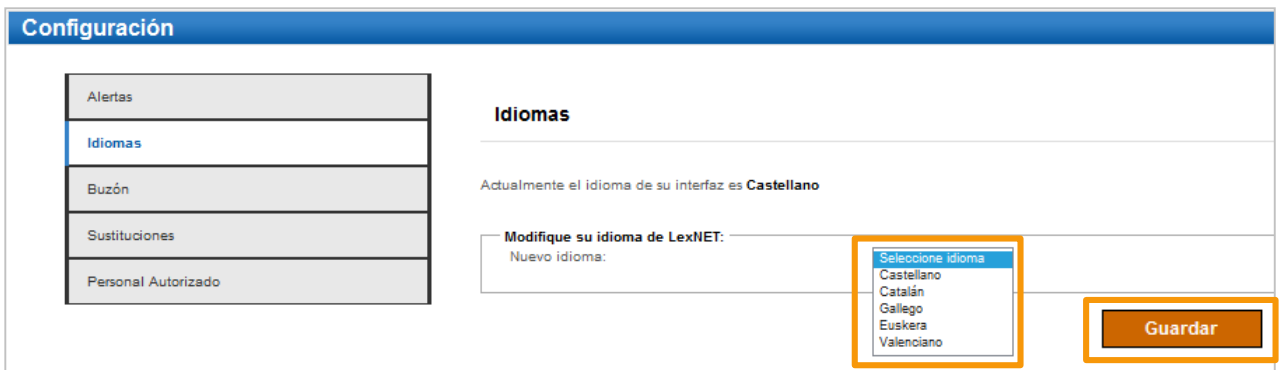 Configuración
Alertas
Idiomas
Buzón
Sustituciones
Personal Autorizado
Idiomas
Actualmente el idioma de su interfaz es Castellano
Modifique su idioma de LexNET:
Nuevo idioma:
Seleccione idioma
Castellano
Catalán
Gallego
Euskera
Valenciano
Guardar